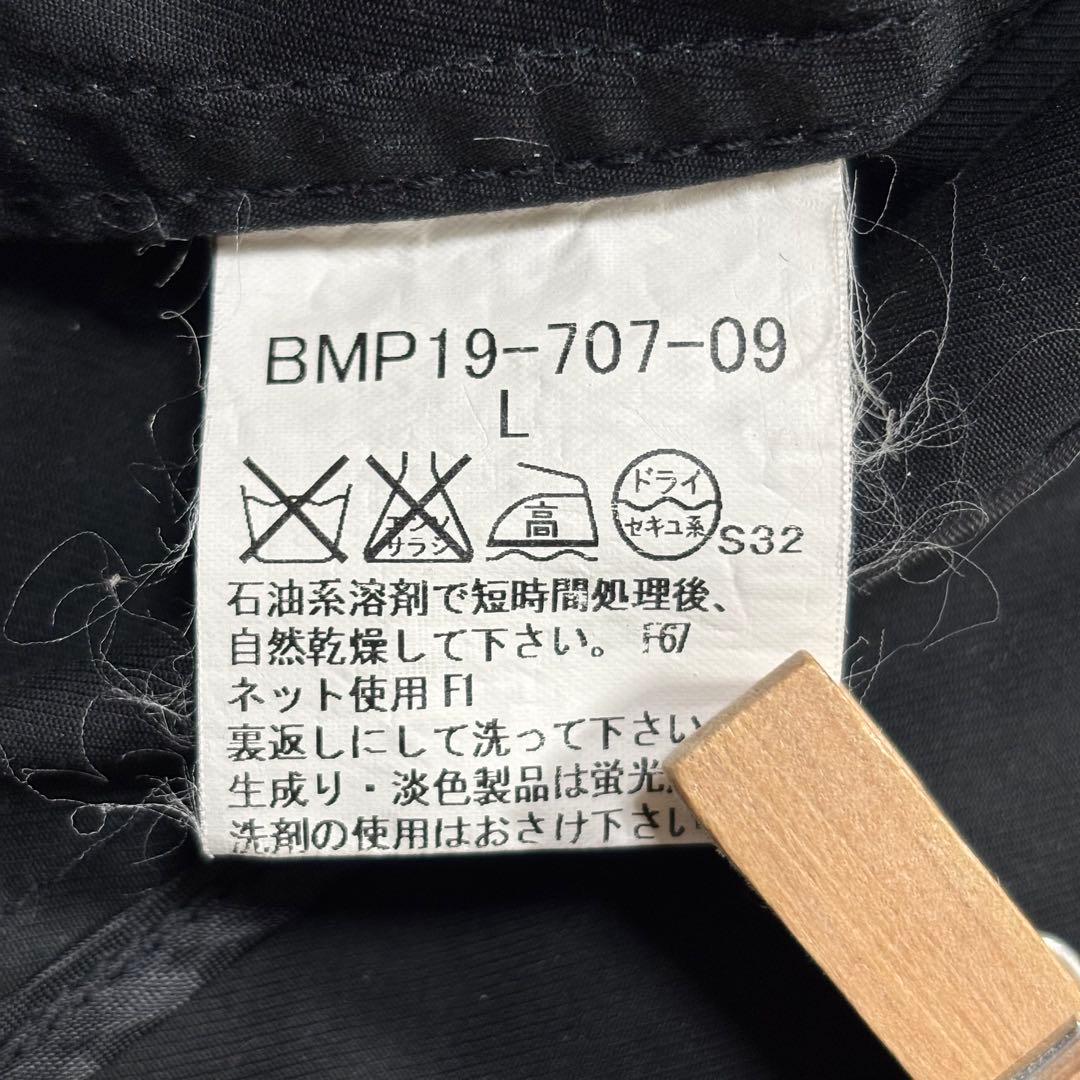 BMP19-707-09
L
エンソ
サラシ
高
ドライ
セキユ系
S32
石油系溶剤で短時間処理後、
自然乾燥して下さい。 F67
ネット使用 F1
裏返しにして洗って下さい
生成り・淡色製品は蛍光
洗剤の使用はおさけ下さい